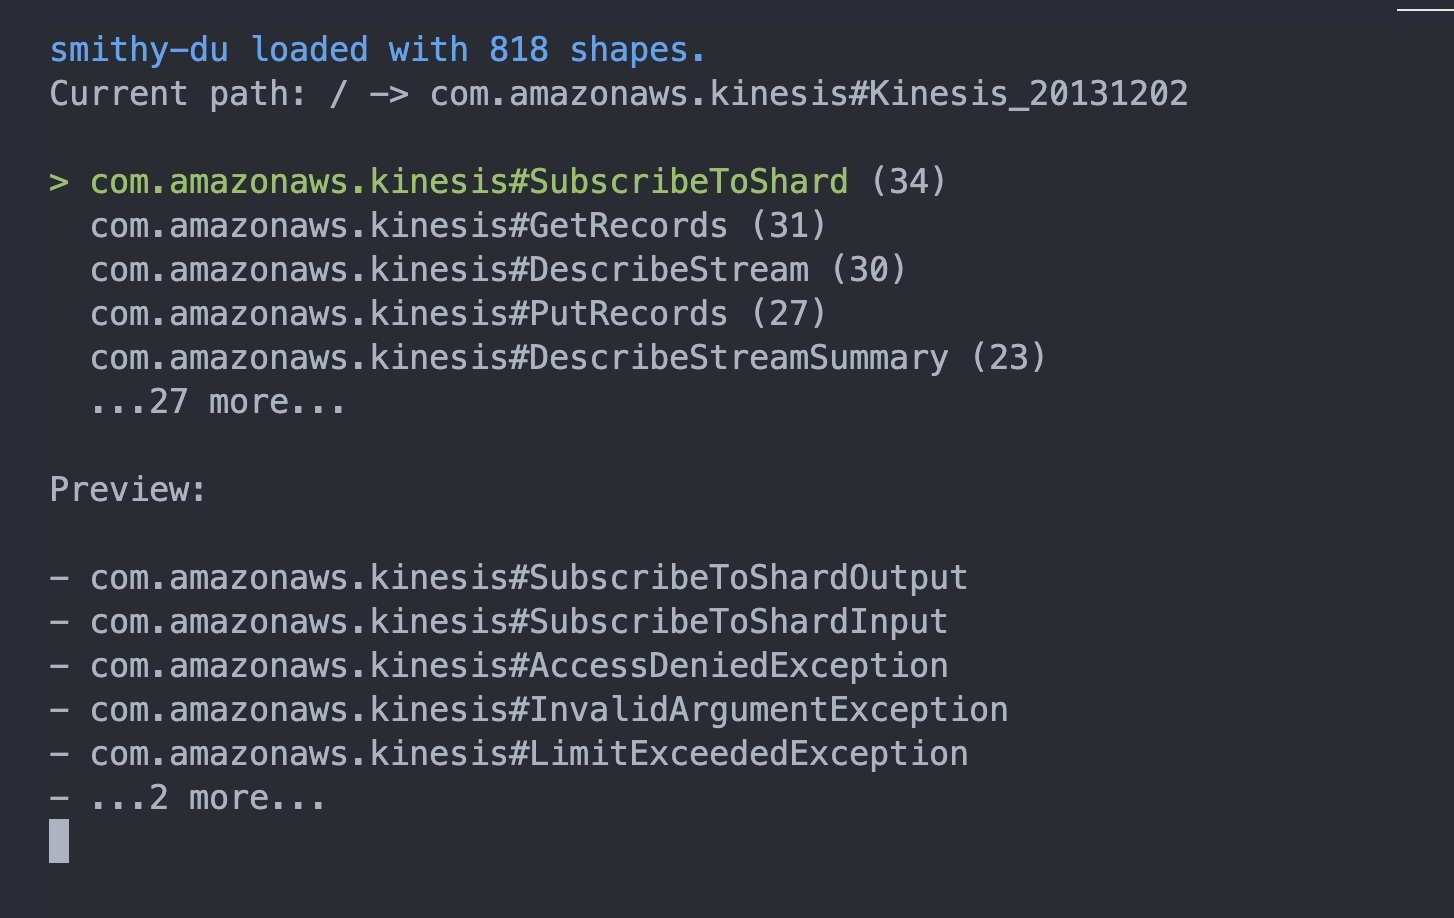 smithy-du loaded with 818 shapes.
Current path: / -> com.amazonaws.kinesis#Kinesis_20131202
> com.amazonaws.kinesis#SubscribeToShard (34)
com.amazonaws.kinesis#GetRecords (31)
com.amazonaws.kinesis#DescribeStream (30)
com.amazonaws.kinesis#PutRecords (27)
com.amazonaws.kinesis#DescribeStreamSummary (23)
...27 more...
Preview:
- com.amazonaws.kinesis#SubscribeToShardOutput
- com.amazonaws.kinesis#SubscribeToShardInput
- com.amazonaws.kinesis#AccessDeniedException
- com.amazonaws.kinesis#InvalidArgumentException
- com.amazonaws.kinesis#LimitExceededException
- ...2 more...